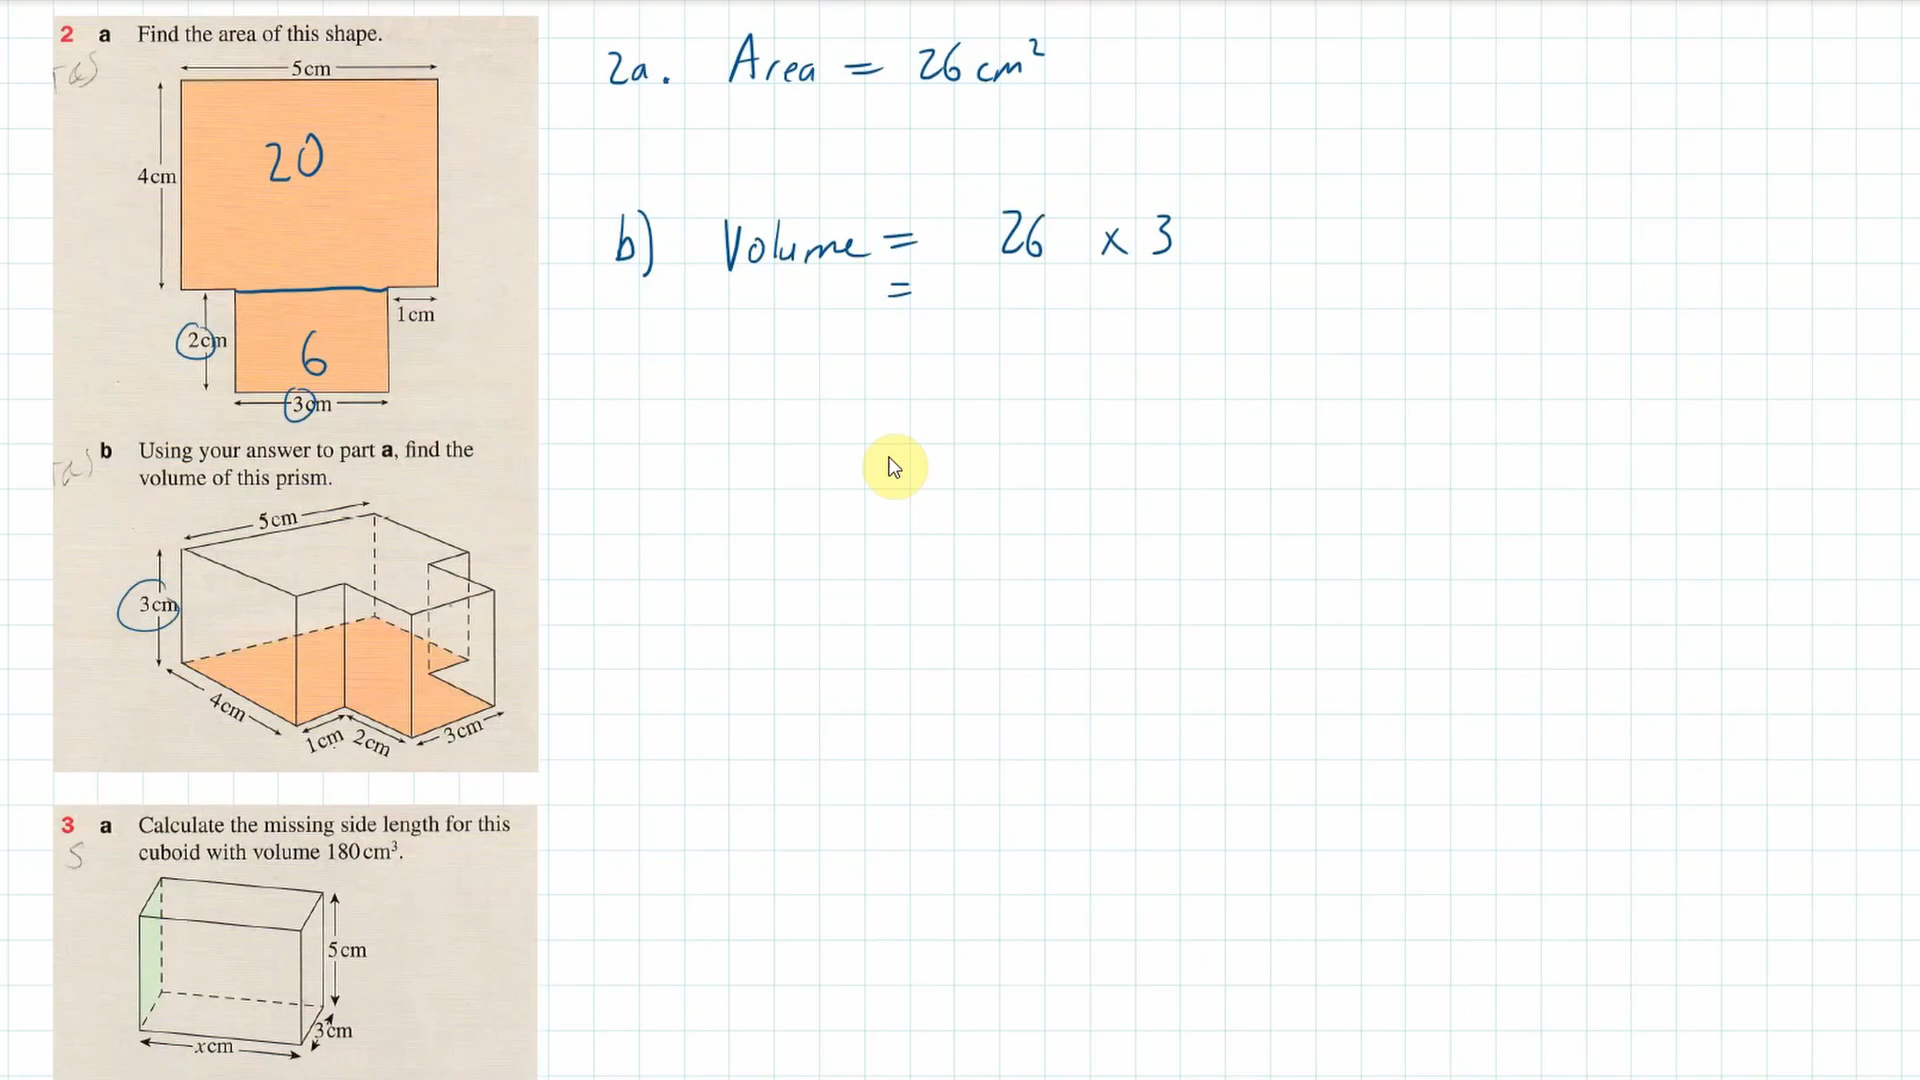 2 a Find the area of this shape.
5cm
20
4cm
1cm
2cm
6
3cm
b Using your answer to part a, find the
volume of this prism.
5cm
3cm
4cm
1cm
2cm
3cm
3 a Calculate the missing side length for this
cuboid with volume 180cm³.
5
5cm
3cm
xcm
2a. Area = 26cm²
b) Volume = 26 x 3
=